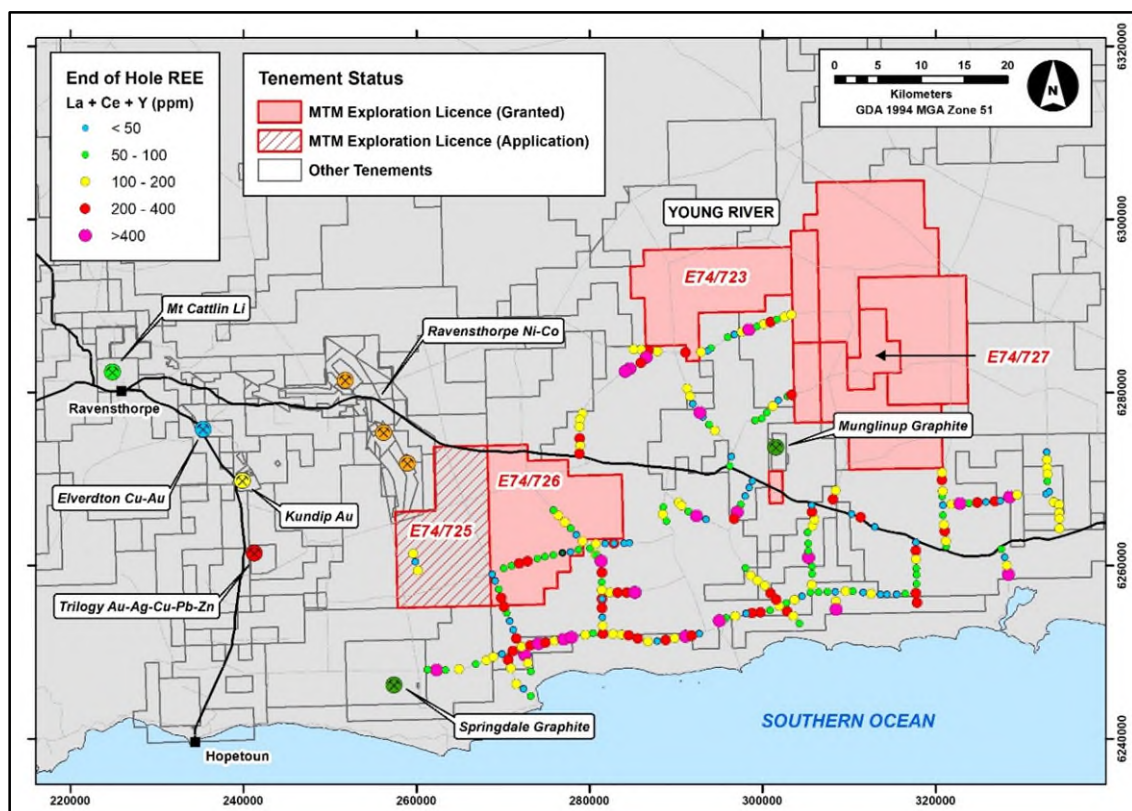 End of Hole REE
La + Ce + Y (ppm)
< 50
50 - 100
100 - 200
200 - 400
>400
Tenement Status
MTM Exploration Licence (Granted)
MTM Exploration Licence (Application)
Other Tenements
0 5 10 15 20
Kilometers
GDA 1994 MGA Zone 51
N
6320000
YOUNG RIVER
6300000
E74/723
Mt Cattlin Li
Ravensthorpe Ni-Co
E74/727
6280000
Ravensthorpe
Munglinup Graphite
Elverdton Cu-Au
Kundip Au
E74/726
E74/725
6260000
Trilogy Au-Ag-Cu-Pb-Zn
Springdale Graphite
SOUTHERN OCEAN
6240000
Hopetoun
220000 240000 260000 280000 300000 320000